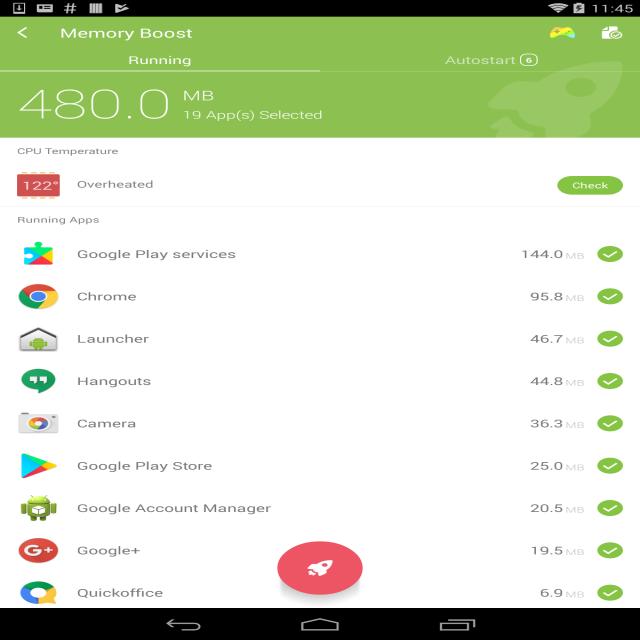 11:45
Memory Boost
Running
Autostart 6
480.0 MB
19 App(s) Selected
CPU Temperature
122° Overheated Check
Running Apps
Google Play services 144.0 MB
Chrome 95.8 MB
Launcher 46.7 MB
Hangouts 44.8 MB
Camera 36.3 MB
Google Play Store 25.0 MB
Google Account Manager 20.5 MB
G+ Google+ 19.5 MB
Quickoffice 6.9 MB